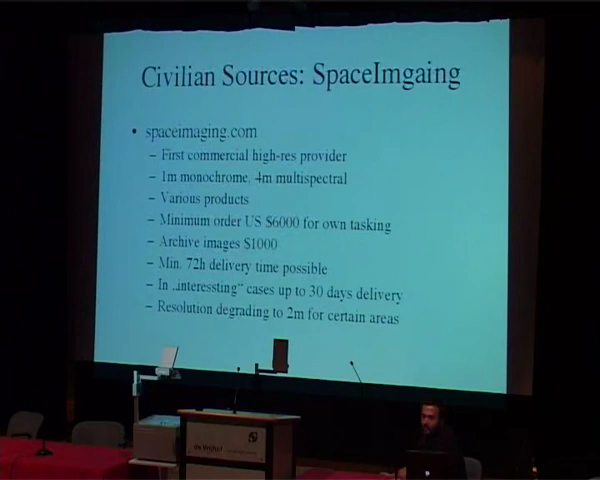 Civilian Sources: SpaceImgaing
• spaceimaging.com
– First commercial high-res provider
– 1m monochrome, 4m multispectral
– Various products
– Minimum order US $6000 for own tasking
– Archive images $1000
– Min. 72h delivery time possible
– In „interessting“ cases up to 30 days delivery
– Resolution degrading to 2m for certain areas